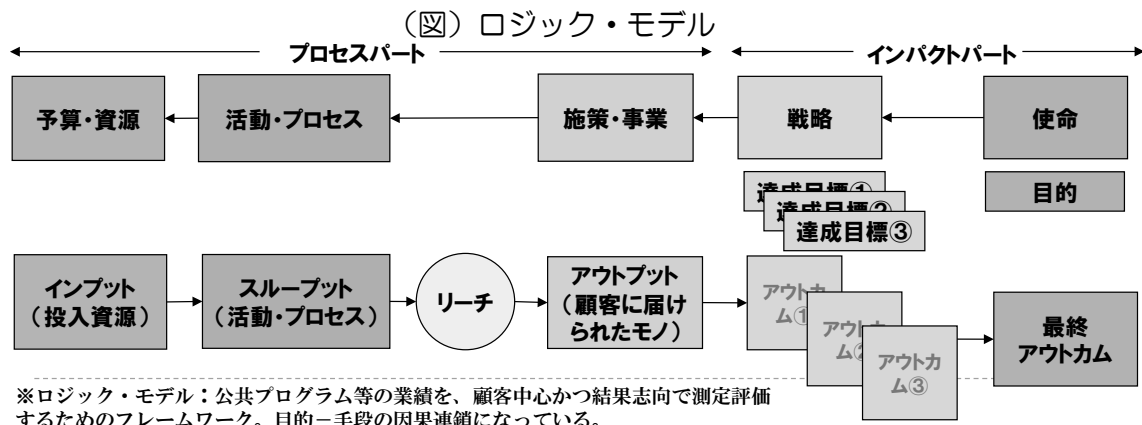 （図）ロジック・モデル
プロセスパート
インパクトパート
予算・資源
活動・プロセス
施策・事業
戦略
使命
達成目標①
達成目標②
達成目標③
目的
インプット
（投入資源）
スループット
（活動・プロセス）
リーチ
アウトプット
（顧客に届け
られたモノ）
アウトカ
ム①
アウトカ
ム②
アウトカ
ム③
最終
アウトカム
※ロジック・モデル：公共プログラム等の業績を、顧客中心かつ結果志向で測定評価
するためのフレームワーク。目的－手段の因果連鎖になっている。